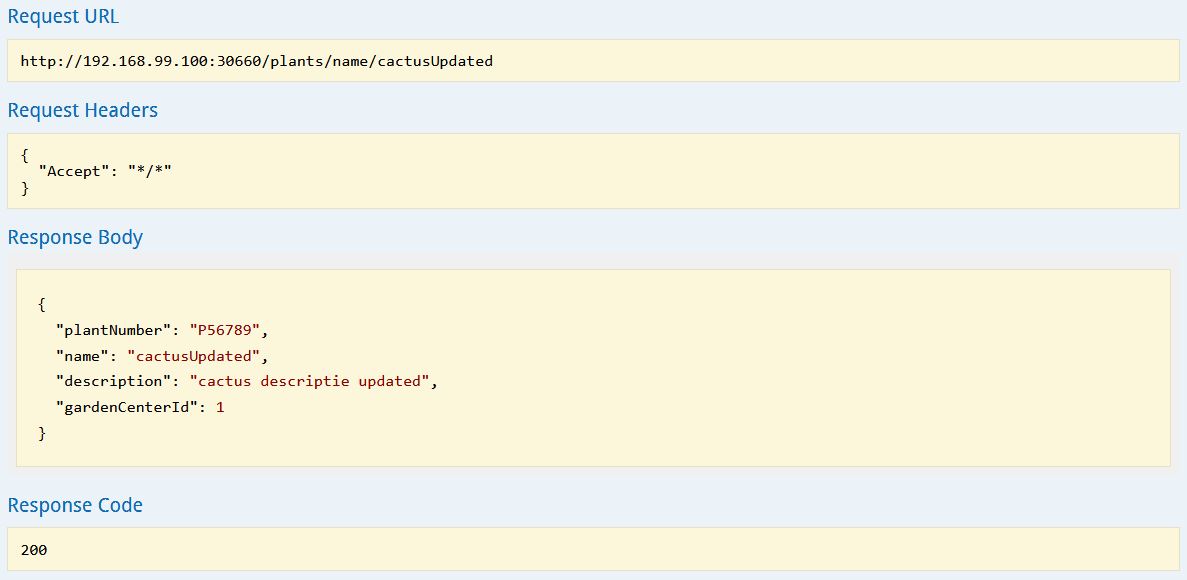 Request URL
http://192.168.99.100:30660/plants/name/cactusUpdated
Request Headers
{
  "Accept": "*/*"
}
Response Body
{
  "plantNumber": "P56789",
  "name": "cactusUpdated",
  "description": "cactus descriptie updated",
  "gardenCenterId": 1
}
Response Code
200